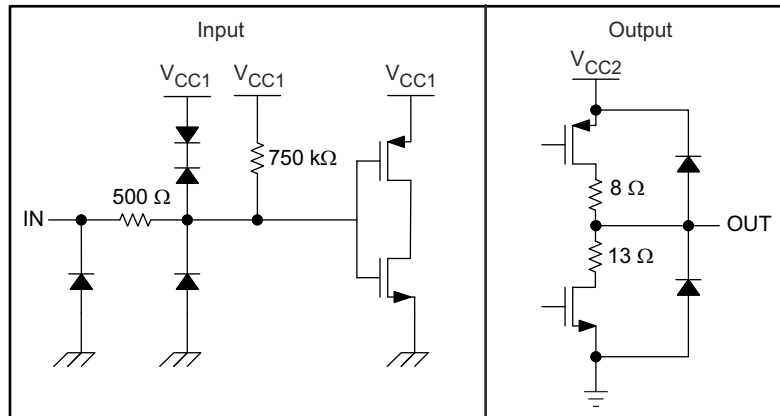 Input
Output
VCC1
VCC1
VCC1
VCC2
750 kΩ
500 Ω
8 Ω
IN
OUT
13 Ω